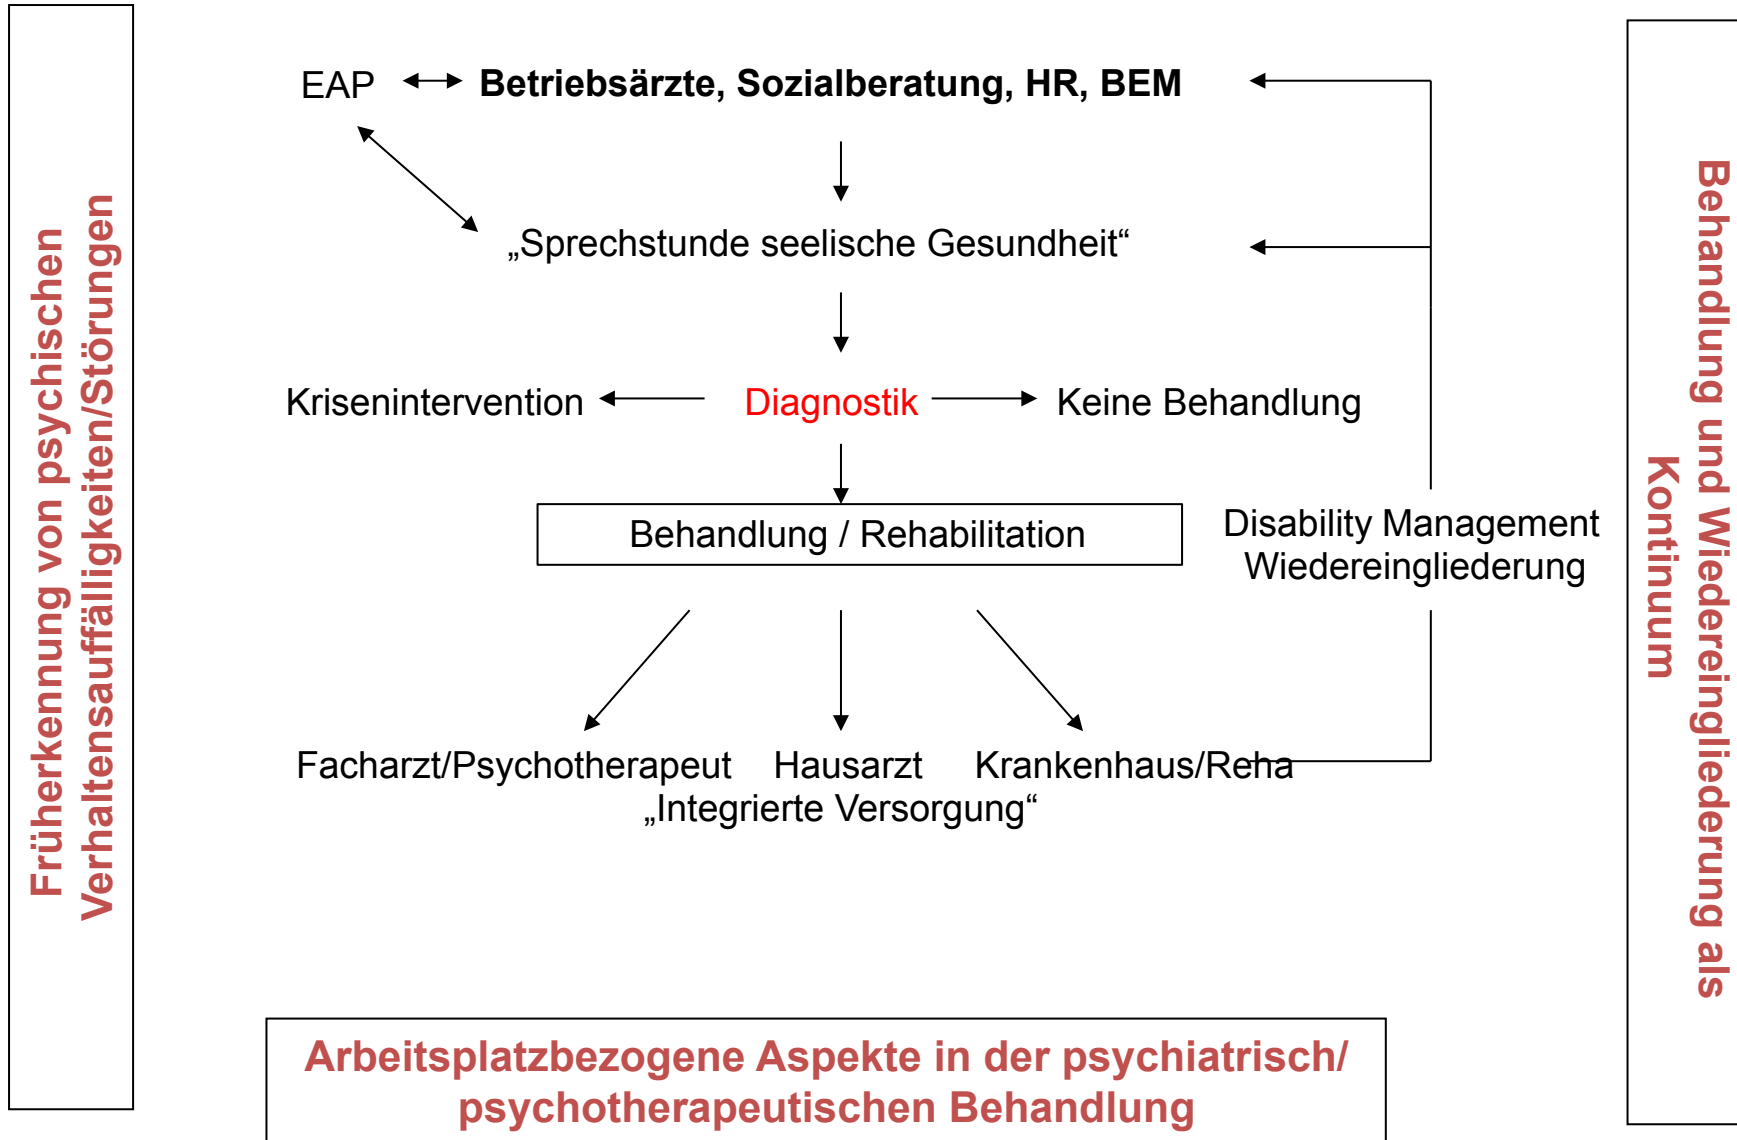 Früherkennung von psychischen
Verhaltensauffälligkeiten/Störungen
EAP
Betriebsärzte, Sozialberatung, HR, BEM
„Sprechstunde seelische Gesundheit“
Krisenintervention
Diagnostik
Keine Behandlung
Behandlung / Rehabilitation
Disability Management
Wiedereingliederung
Facharzt/Psychotherapeut
Hausarzt
Krankenhaus/Reha
„Integrierte Versorgung“
Behandlung und Wiedereingliederung als
Kontinuum
Arbeitsplatzbezogene Aspekte in der psychiatrisch/
psychotherapeutischen Behandlung